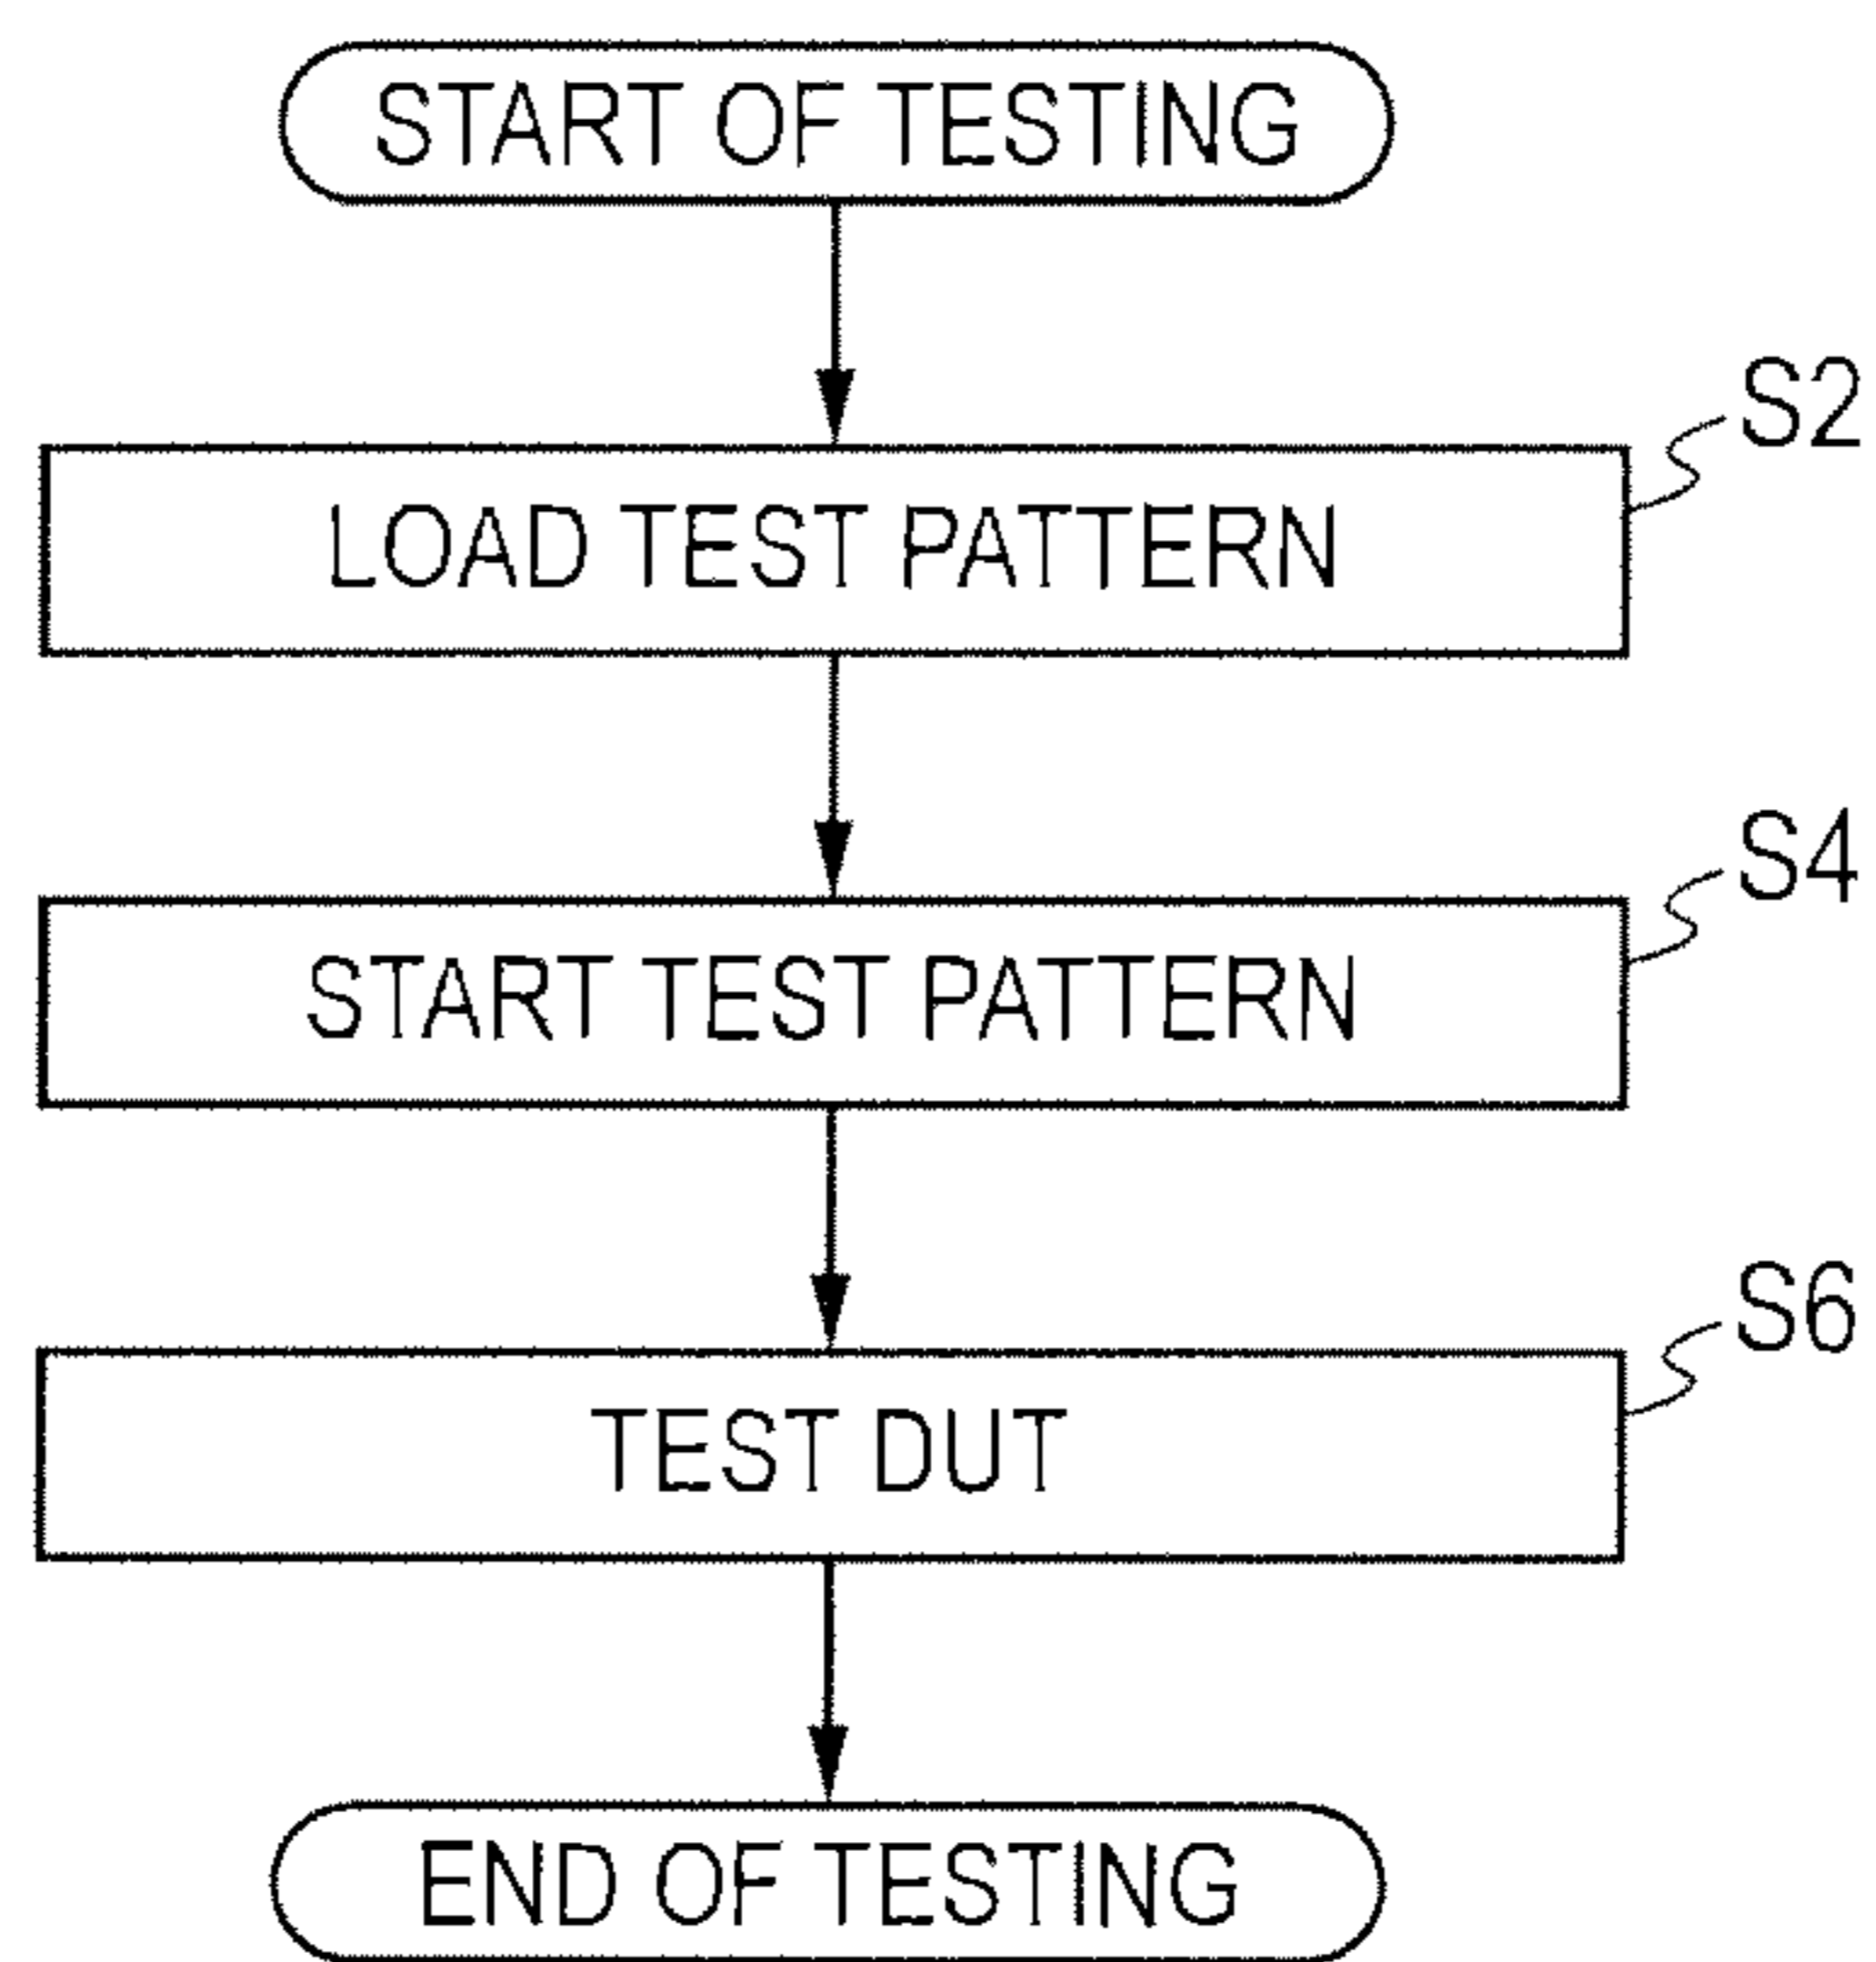 START OF TESTING
S2
LOAD TEST PATTERN
S4
START TEST PATTERN
S6
TEST DUT
END OF TESTING